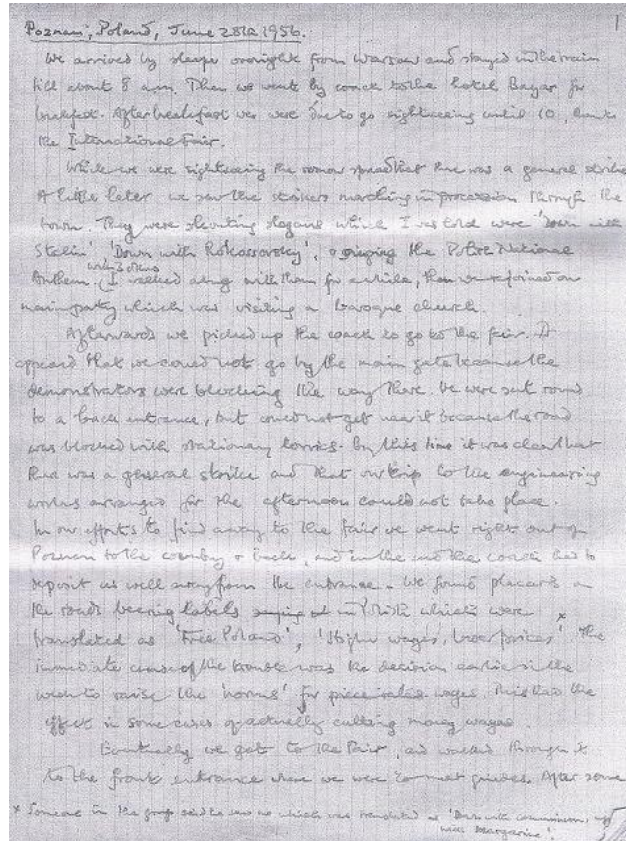 1
Poznań, Poland, June 28th 1956.
We arrived by sleeper overnight from Warsaw and stayed in the train
till about 8 am. Then we went by coach to the hotel Bazar for
breakfast. After breakfast we were due to go sightseeing until 10, then to
the International Fair.
While we were sightseeing the rumour spread that there was a general strike
A little later we saw the strikers marching in procession through the
town. They were shouting slogans which I was told were 'Down with
Stalin' 'Down with Rokossovsky', & singing the Polish National
Anthem. I walked along with them for a while, then we rejoined our
main party which was visiting a baroque church.
Afterwards we picked up the coach to go to the fair. It
appeared that we could not go by the main gate because the
demonstrators were blocking the way there. We were sent round
to a back entrance, but could not get near it because the road
was blocked with stationary lorries. By this time it was clear that
there was a general strike and that our trip to the engineering
works arranged for the afternoon could not take place.
In our efforts to find a way to the fair we went right out of
Poznan to the country & back, and in the end the coach had to
deposit us well away from the entrance. We found placards on
the roads bearing labels in Polish which were
translated as 'Free Poland', 'Higher wages, lower prices,' x The
immediate cause of the trouble was the decision earlier in the
week to raise the 'norms' for piece rates wages. This had the
effect in some cases of actually cutting money wages.
Eventually we got to the Fair, and walked through it
to the front entrance where we were to meet guides. After some
x Someone in the group said he saw one which was translated as 'Down with communism, up
with Margarine'.